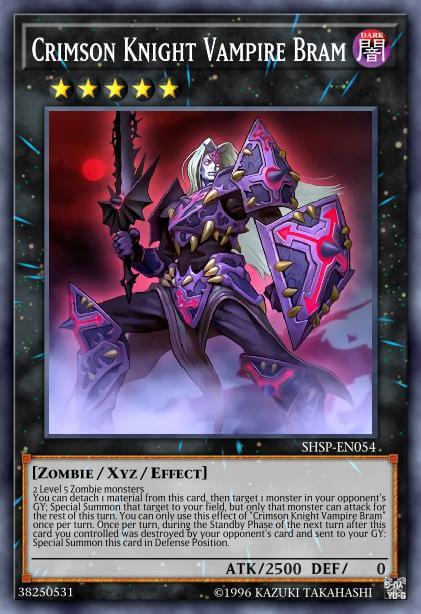 CRIMSON KNIGHT VAMPIRE BRAM
DARK
闇
SHSP-EN054
[ZOMBIE / XYZ / EFFECT]
2 Level 5 Zombie monsters
You can detach 1 material from this card, then target 1 monster in your opponent's
GY; Special Summon that target to your field, but only that monster can attack for
the rest of this turn. You can only use this effect of "Crimson Knight Vampire Bram"
once per turn. Once per turn, during the Standby Phase of the next turn after this
card you controlled was destroyed by your opponent's card and sent to your GY:
Special Summon this card in Defense Position.
ATK/2500 DEF/ 0
38250531
©1996 KAZUKI TAKAHASHI